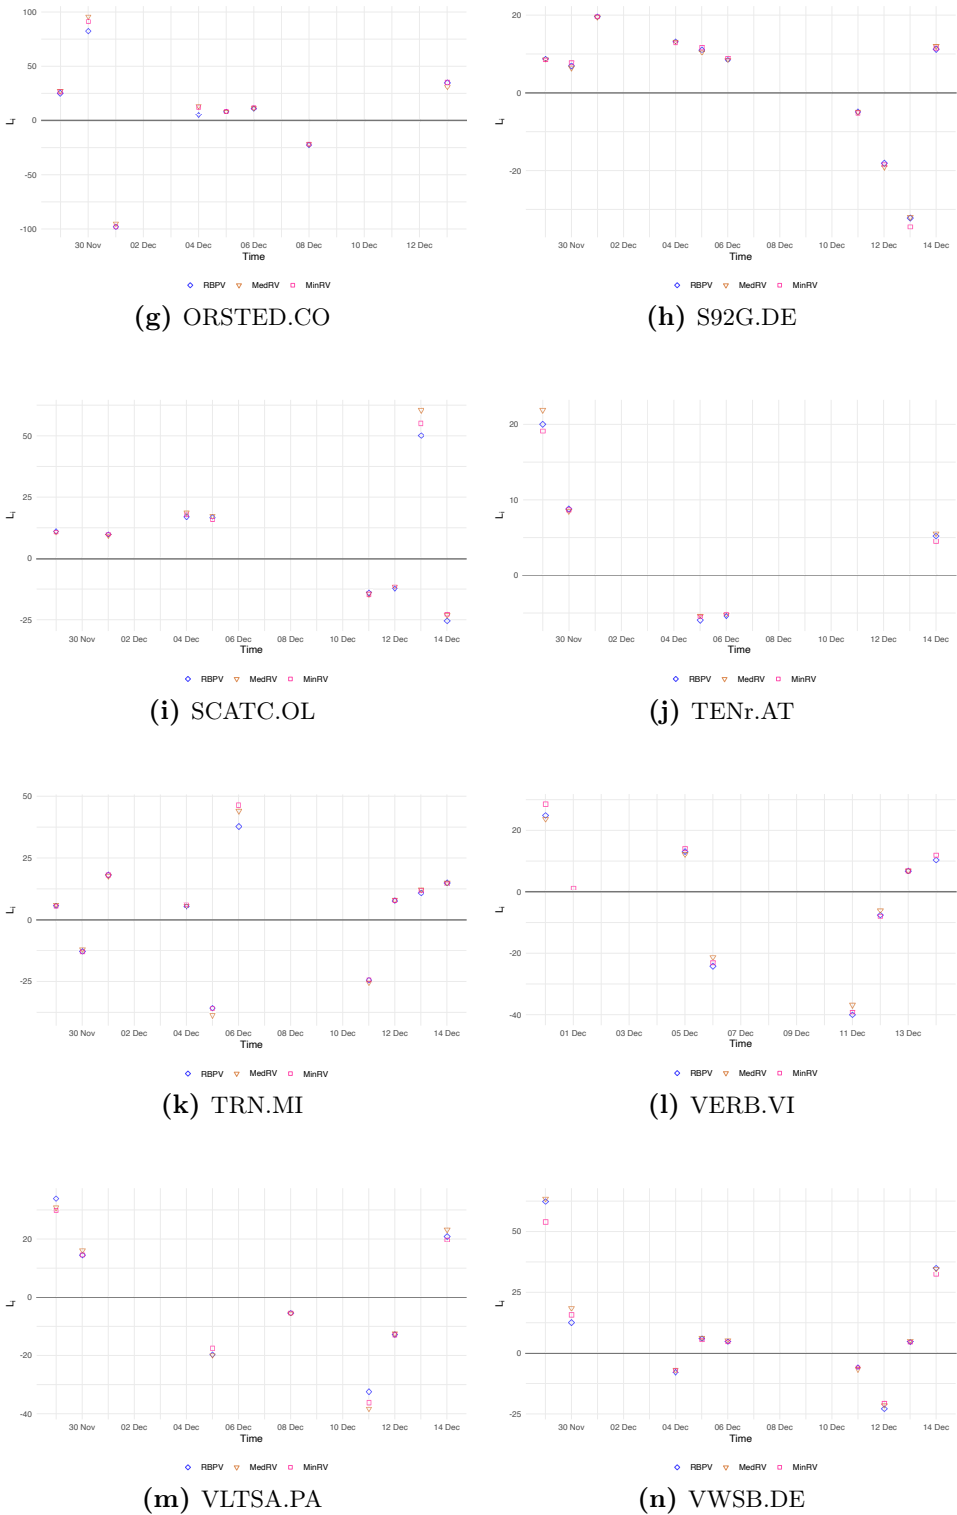 100
50
0
-50
-100
L_i
30 Nov 02 Dec 04 Dec 06 Dec 08 Dec 10 Dec 12 Dec
Time
RBPV MedRV MinRV
(g) ORSTED.CO
20
0
-20
L_i
30 Nov 02 Dec 04 Dec 06 Dec 08 Dec 10 Dec 12 Dec 14 Dec
Time
RBPV MedRV MinRV
(h) S92G.DE
50
25
0
-25
L_i
30 Nov 02 Dec 04 Dec 06 Dec 08 Dec 10 Dec 12 Dec 14 Dec
Time
RBPV MedRV MinRV
(i) SCATC.OL
20
10
0
L_i
30 Nov 02 Dec 04 Dec 06 Dec 08 Dec 10 Dec 12 Dec 14 Dec
Time
RBPV MedRV MinRV
(j) TENr.AT
50
25
0
-25
L_i
30 Nov 02 Dec 04 Dec 06 Dec 08 Dec 10 Dec 12 Dec 14 Dec
Time
RBPV MedRV MinRV
(k) TRN.MI
20
0
-20
-40
L_i
01 Dec 03 Dec 05 Dec 07 Dec 09 Dec 11 Dec 13 Dec
Time
RBPV MedRV MinRV
(l) VERB.VI
20
0
-20
-40
L_i
30 Nov 02 Dec 04 Dec 06 Dec 08 Dec 10 Dec 12 Dec 14 Dec
Time
RBPV MedRV MinRV
(m) VLTSA.PA
50
25
0
-25
L_i
30 Nov 02 Dec 04 Dec 06 Dec 08 Dec 10 Dec 12 Dec 14 Dec
Time
RBPV MedRV MinRV
(n) VWSB.DE